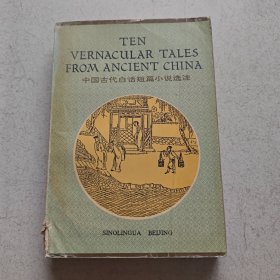 TEN
VERNACULAR TALES
FROM ANCIENT CHINA
中国古代白话短篇小说选注
SINOLINGUA BEIJING